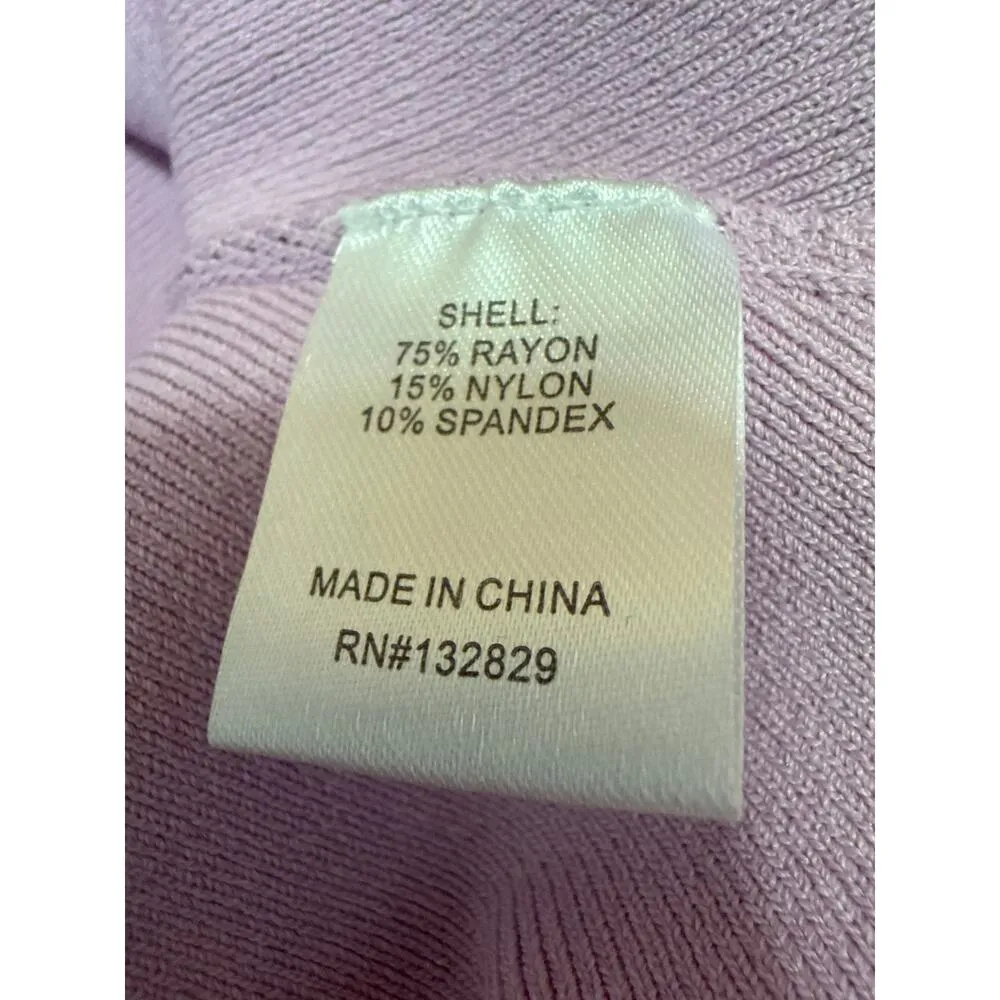 SHELL:
75% RAYON
15% NYLON
10% SPANDEX
MADE IN CHINA
RN#132829